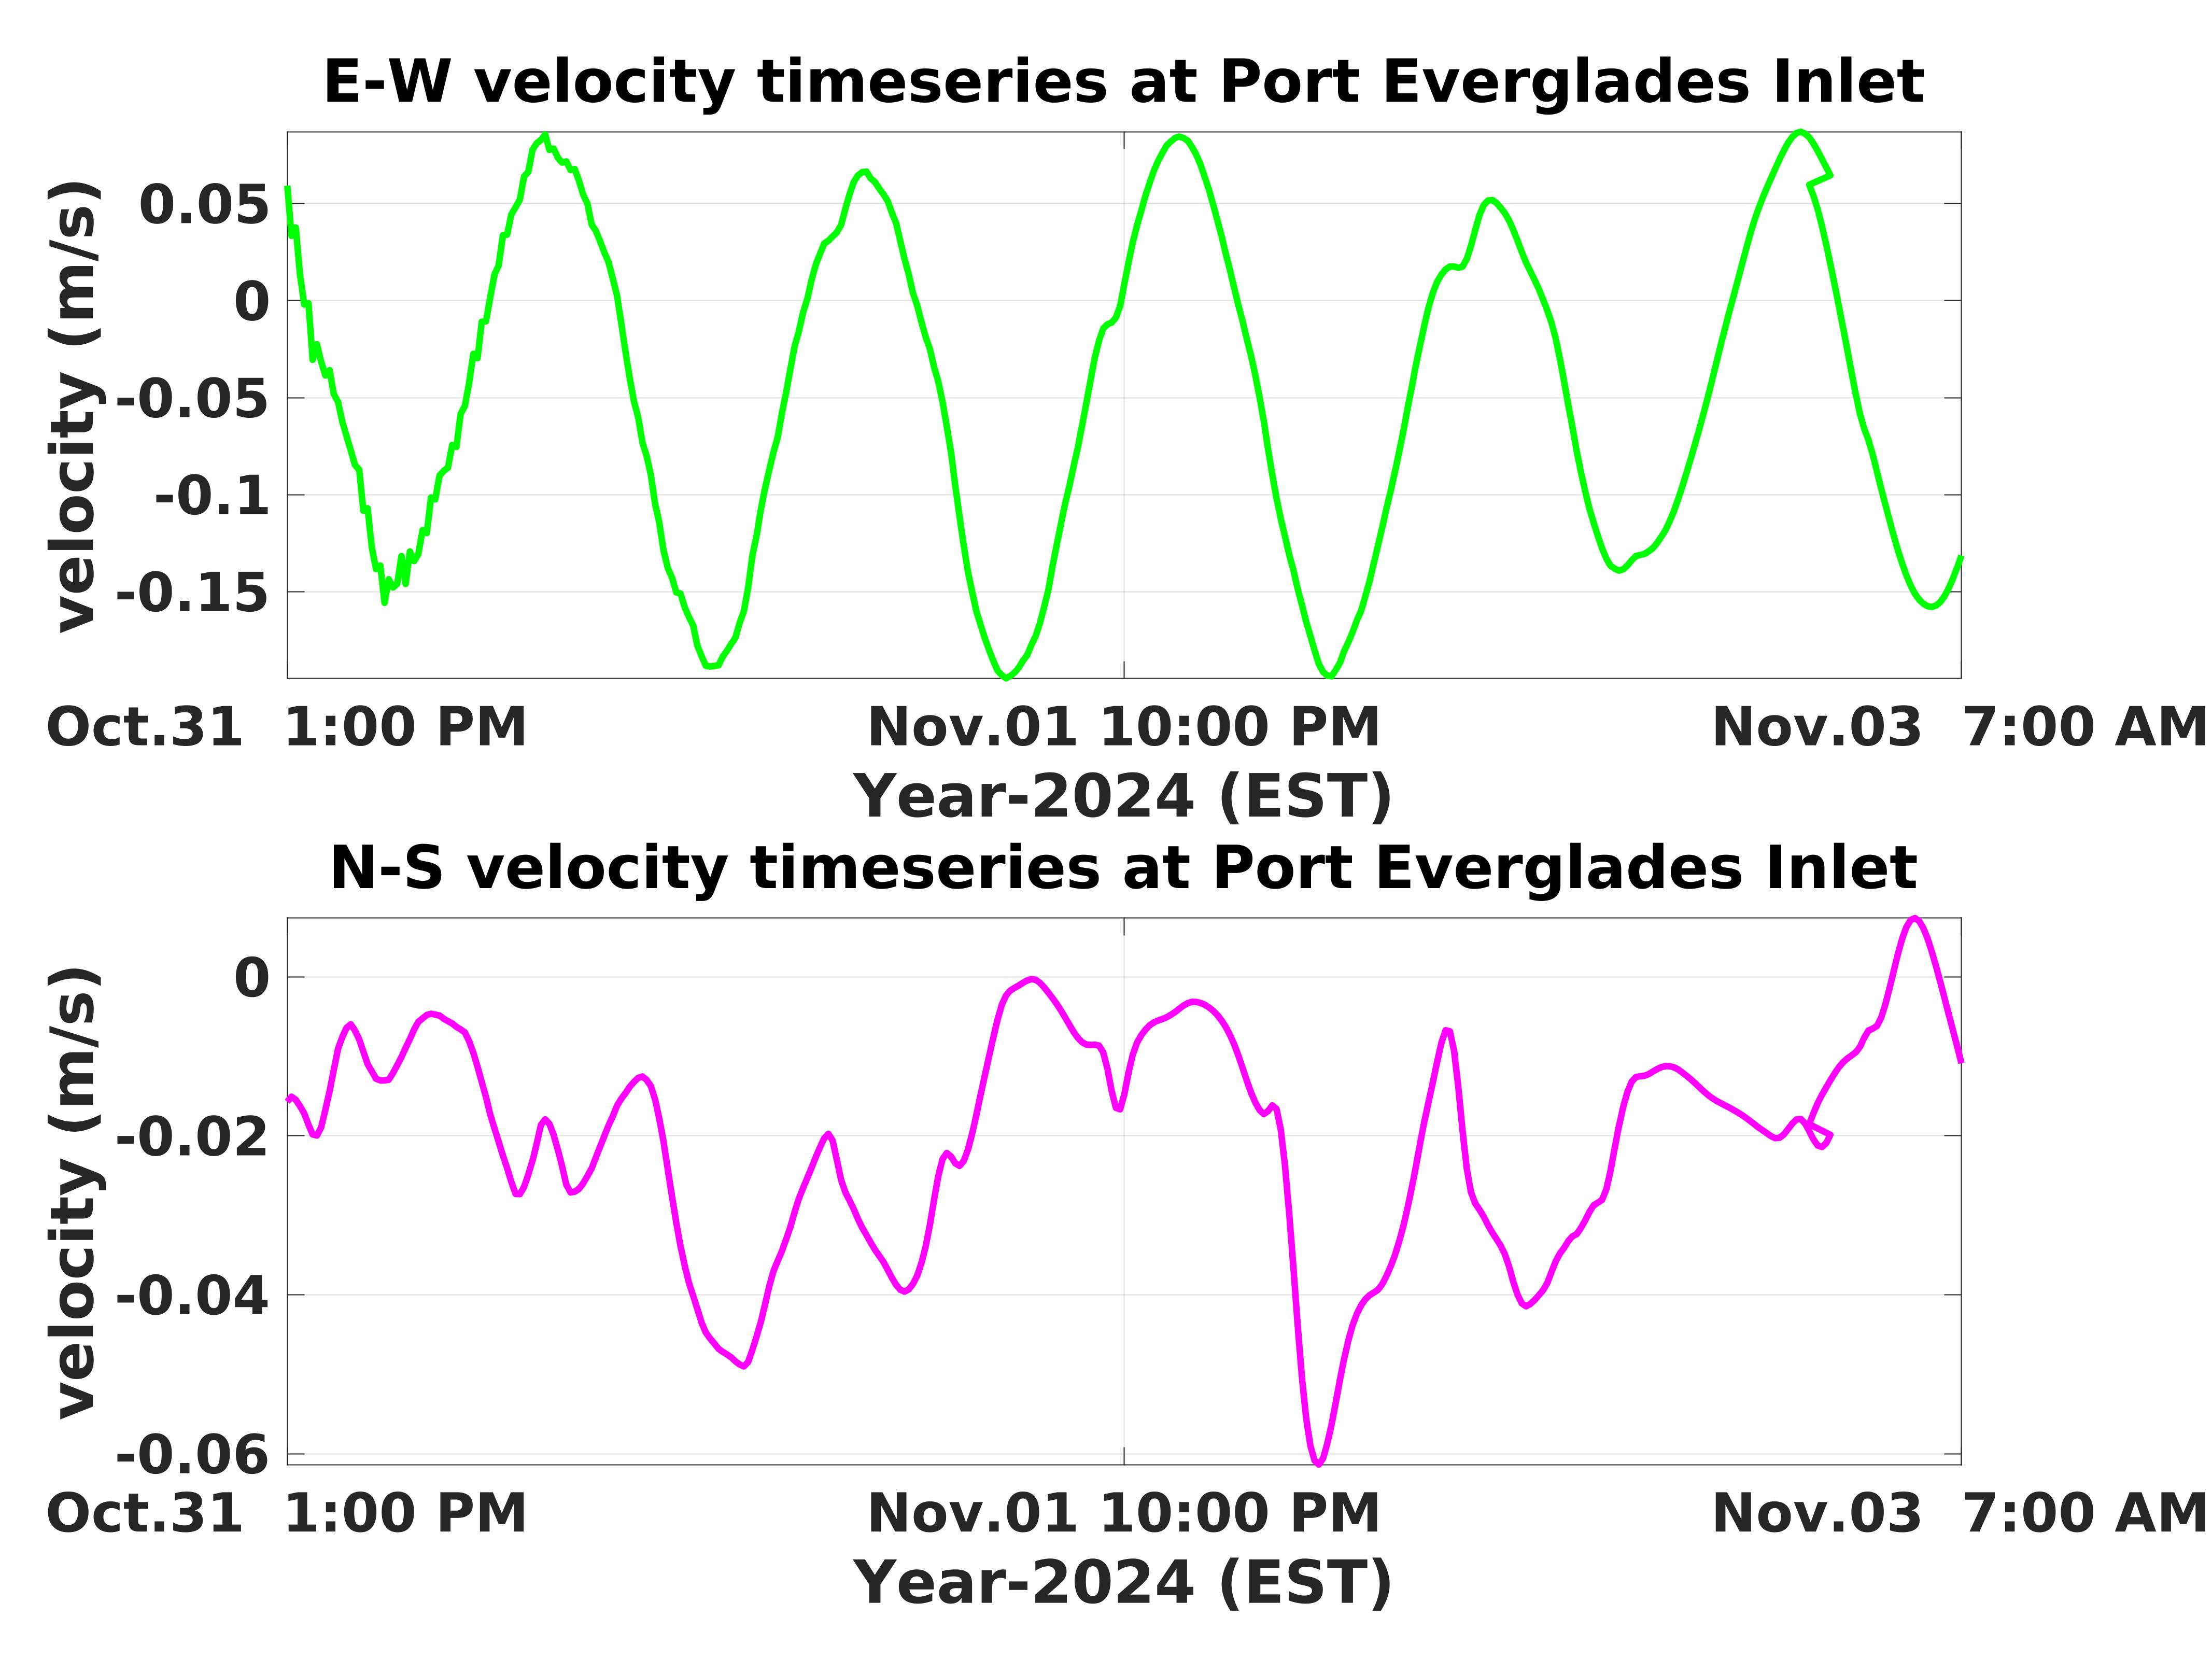 E-W velocity timeseries at Port Everglades Inlet
velocity (m/s)
0.05
0
-0.05
-0.1
-0.15
Oct.31  1:00 PM Nov.01 10:00 PM Nov.03  7:00 AM
Year-2024 (EST)
N-S velocity timeseries at Port Everglades Inlet
velocity (m/s)
0
-0.02
-0.04
-0.06
Oct.31  1:00 PM Nov.01 10:00 PM Nov.03  7:00 AM
Year-2024 (EST)